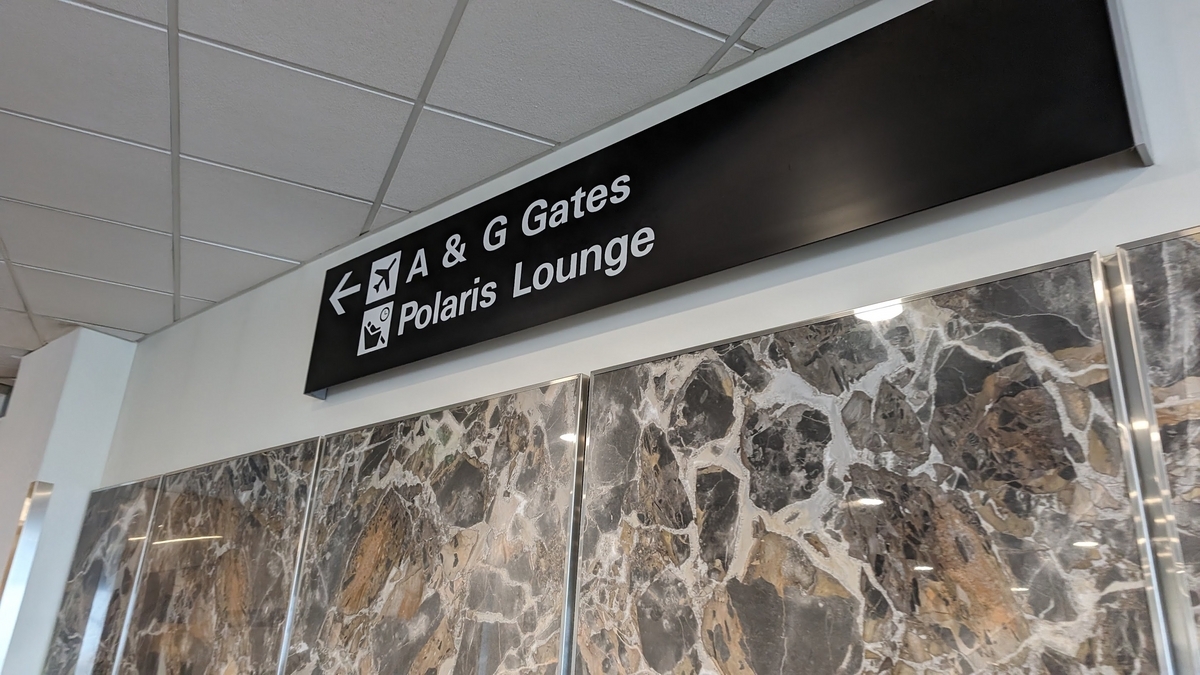 A & G Gates
Polaris Lounge